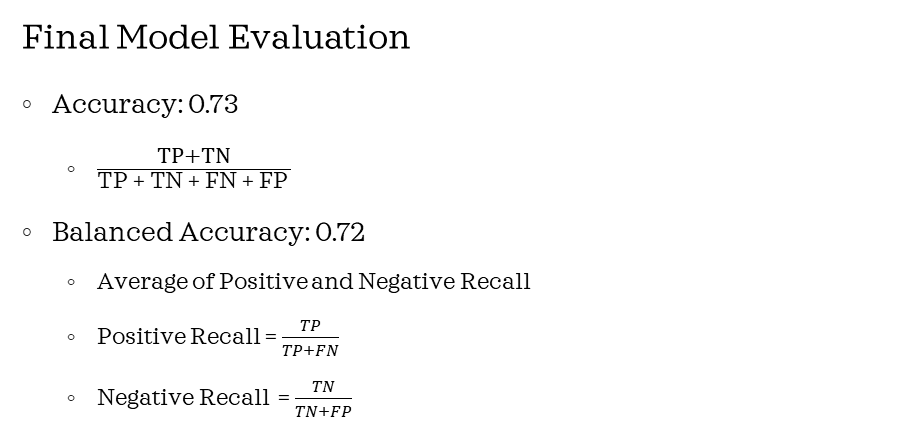 Final Model Evaluation
◦ Accuracy: 0.73
◦ TP+TN
TP + TN + FN + FP
◦ Balanced Accuracy: 0.72
◦ Average of Positive and Negative Recall
◦ Positive Recall = TP
TP+FN
◦ Negative Recall = TN
TN+FP